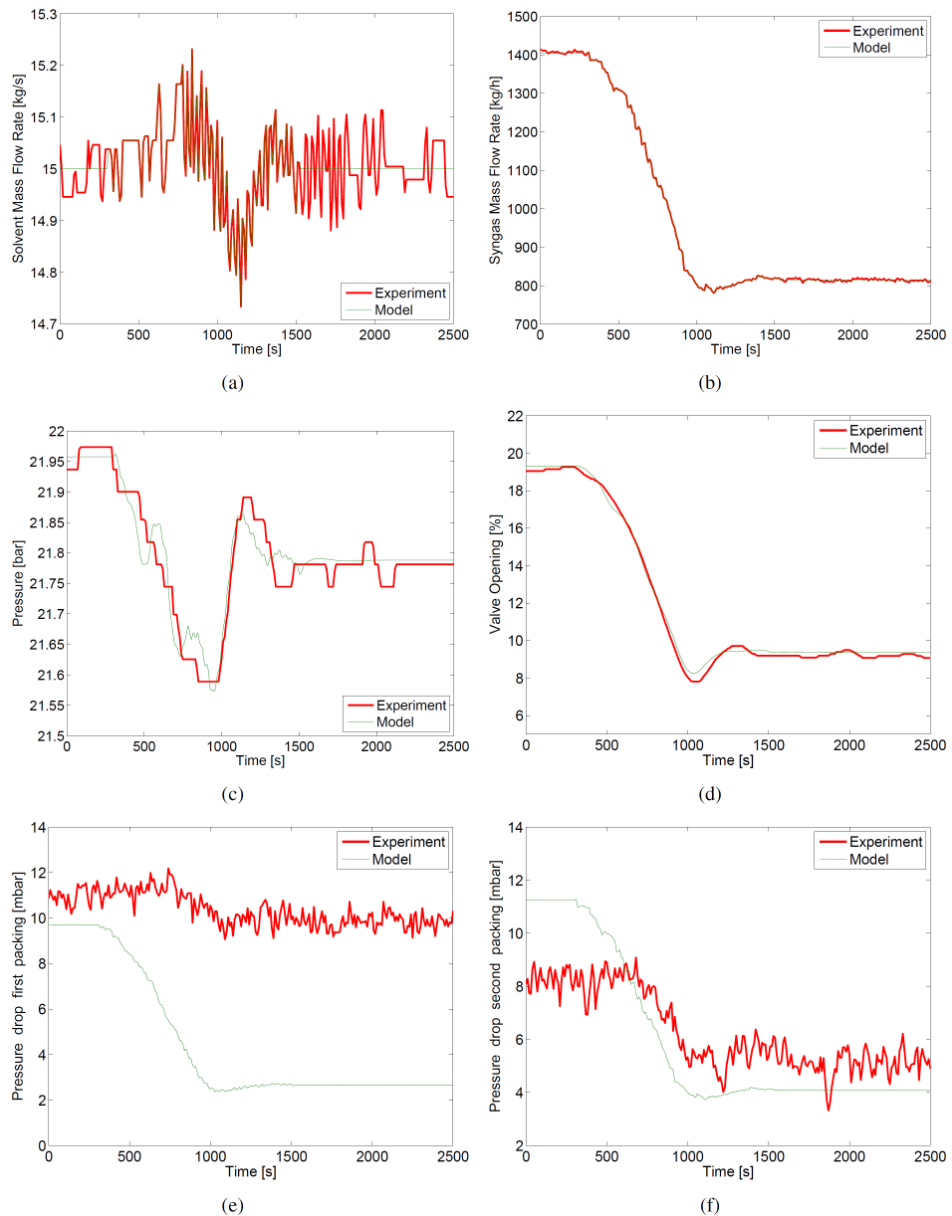 15.3
15.2
15.1
15
14.9
14.8
14.7
Solvent Mass Flow Rate [kg/s]
Experiment
Model
0 500 1000 1500 2000 2500
Time [s]
(a)
1500
1400
1300
1200
1100
1000
900
800
700
Syngas Mass Flow Rate [kg/h]
Experiment
Model
0 500 1000 1500 2000 2500
Time [s]
(b)
22
21.95
21.9
21.85
21.8
21.75
21.7
21.65
21.6
21.55
21.5
Pressure [bar]
Experiment
Model
0 500 1000 1500 2000 2500
Time [s]
(c)
22
20
18
16
14
12
10
8
6
Valve Opening [%]
Experiment
Model
0 500 1000 1500 2000 2500
Time [s]
(d)
14
12
10
8
6
4
2
0
Pressure drop first packing [mbar]
Experiment
Model
0 500 1000 1500 2000 2500
Time [s]
(e)
14
12
10
8
6
4
2
Pressure drop second packing [mbar]
Experiment
Model
0 500 1000 1500 2000 2500
Time [s]
(f)